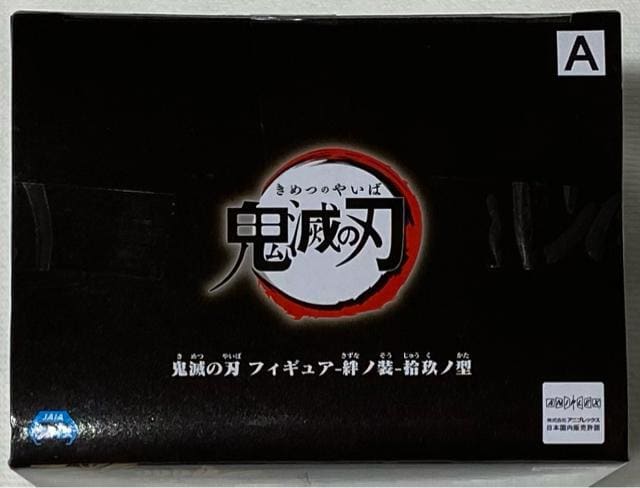 A
きめつのやいば
鬼滅の刃
きめつ やいば きずな そう じゅうく かた
鬼滅の刃 フィギュア-絆ノ装-拾玖ノ型
JAIA
ANIPLEX
株式会社 アニプレックス
日本国内販売許諾